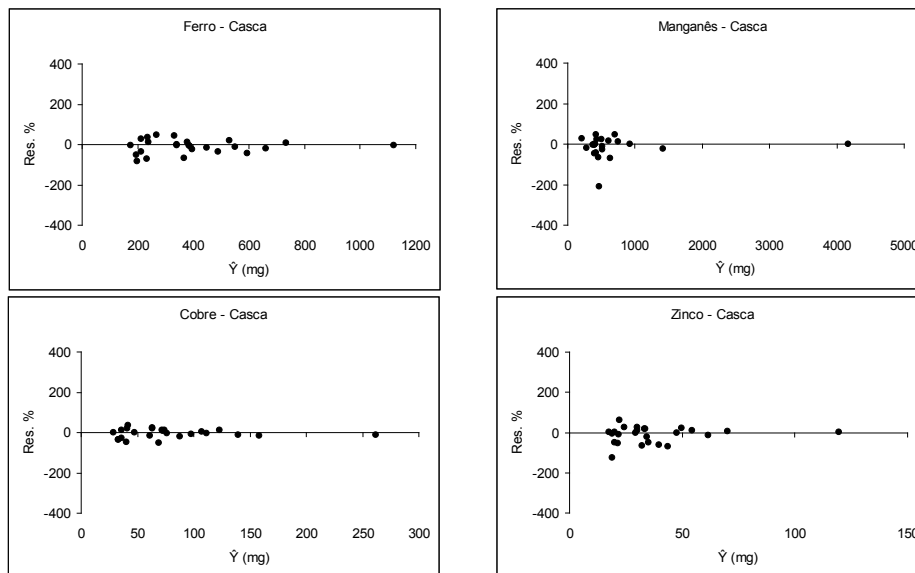 Ferro - Casca
400
200
0
-200
-400
Res. %
0 200 400 600 800 1000 1200
Ŷ (mg)
Manganês - Casca
400
200
0
-200
-400
Res. %
0 1000 2000 3000 4000 5000
Ŷ (mg)
Cobre - Casca
400
200
0
-200
-400
Res. %
0 50 100 150 200 250 300
Ŷ (mg)
Zinco - Casca
400
200
0
-200
-400
Res. %
0 50 100 150
Ŷ (mg)